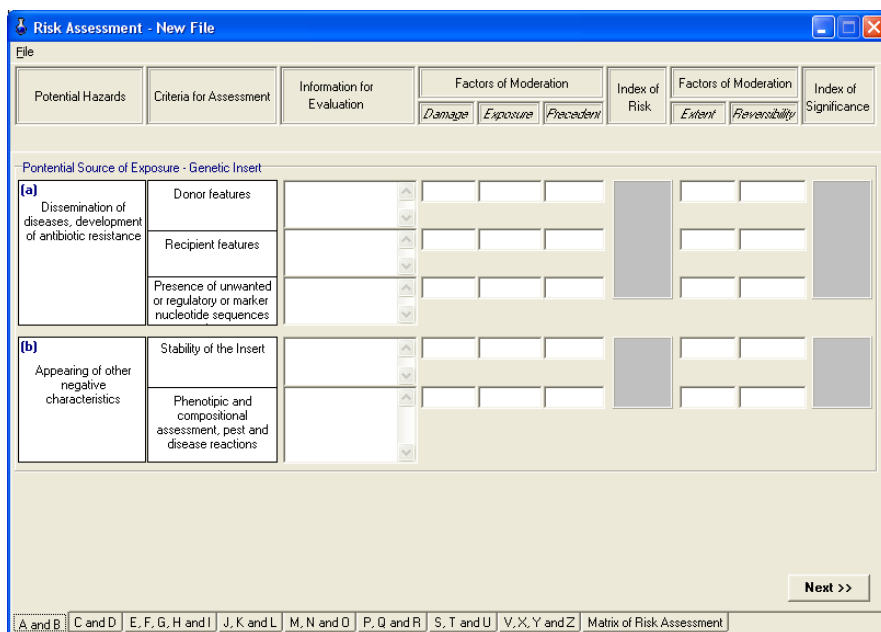 Risk Assessment - New File
File
Potential Hazards
Criteria for Assessment
Information for
Evaluation
Factors of Moderation
Damage
Exposure
Precedent
Index of
Risk
Factors of Moderation
Extent
Reversibility
Index of
Significance
Pontential Source of Exposure - Genetic Insert
(a)
Dissemination of
diseases, development
of antibiotic resistance
Donor features
Recipient features
Presence of unwanted
or regulatory or marker
nucleotide sequences
(b)
Appearing of other
negative
characteristics
Stability of the Insert
Phenotipic and
compositional
assessment, pest and
disease reactions
Next >>
A and B
C and D
E, F, G, H and I
J, K and L
M, N and O
P, Q and R
S, T and U
V, X, Y and Z
Matrix of Risk Assessment